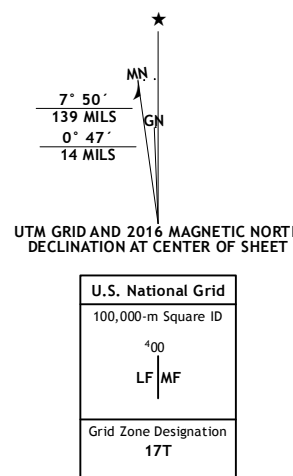 ★
MN
7° 50´
139 MILS
GN
0° 47´
14 MILS
UTM GRID AND 2016 MAGNETIC NORT
DECLINATION AT CENTER OF SHEET
U.S. National Grid
100,000-m Square ID
⁴00
LF MF
Grid Zone Designation
17T